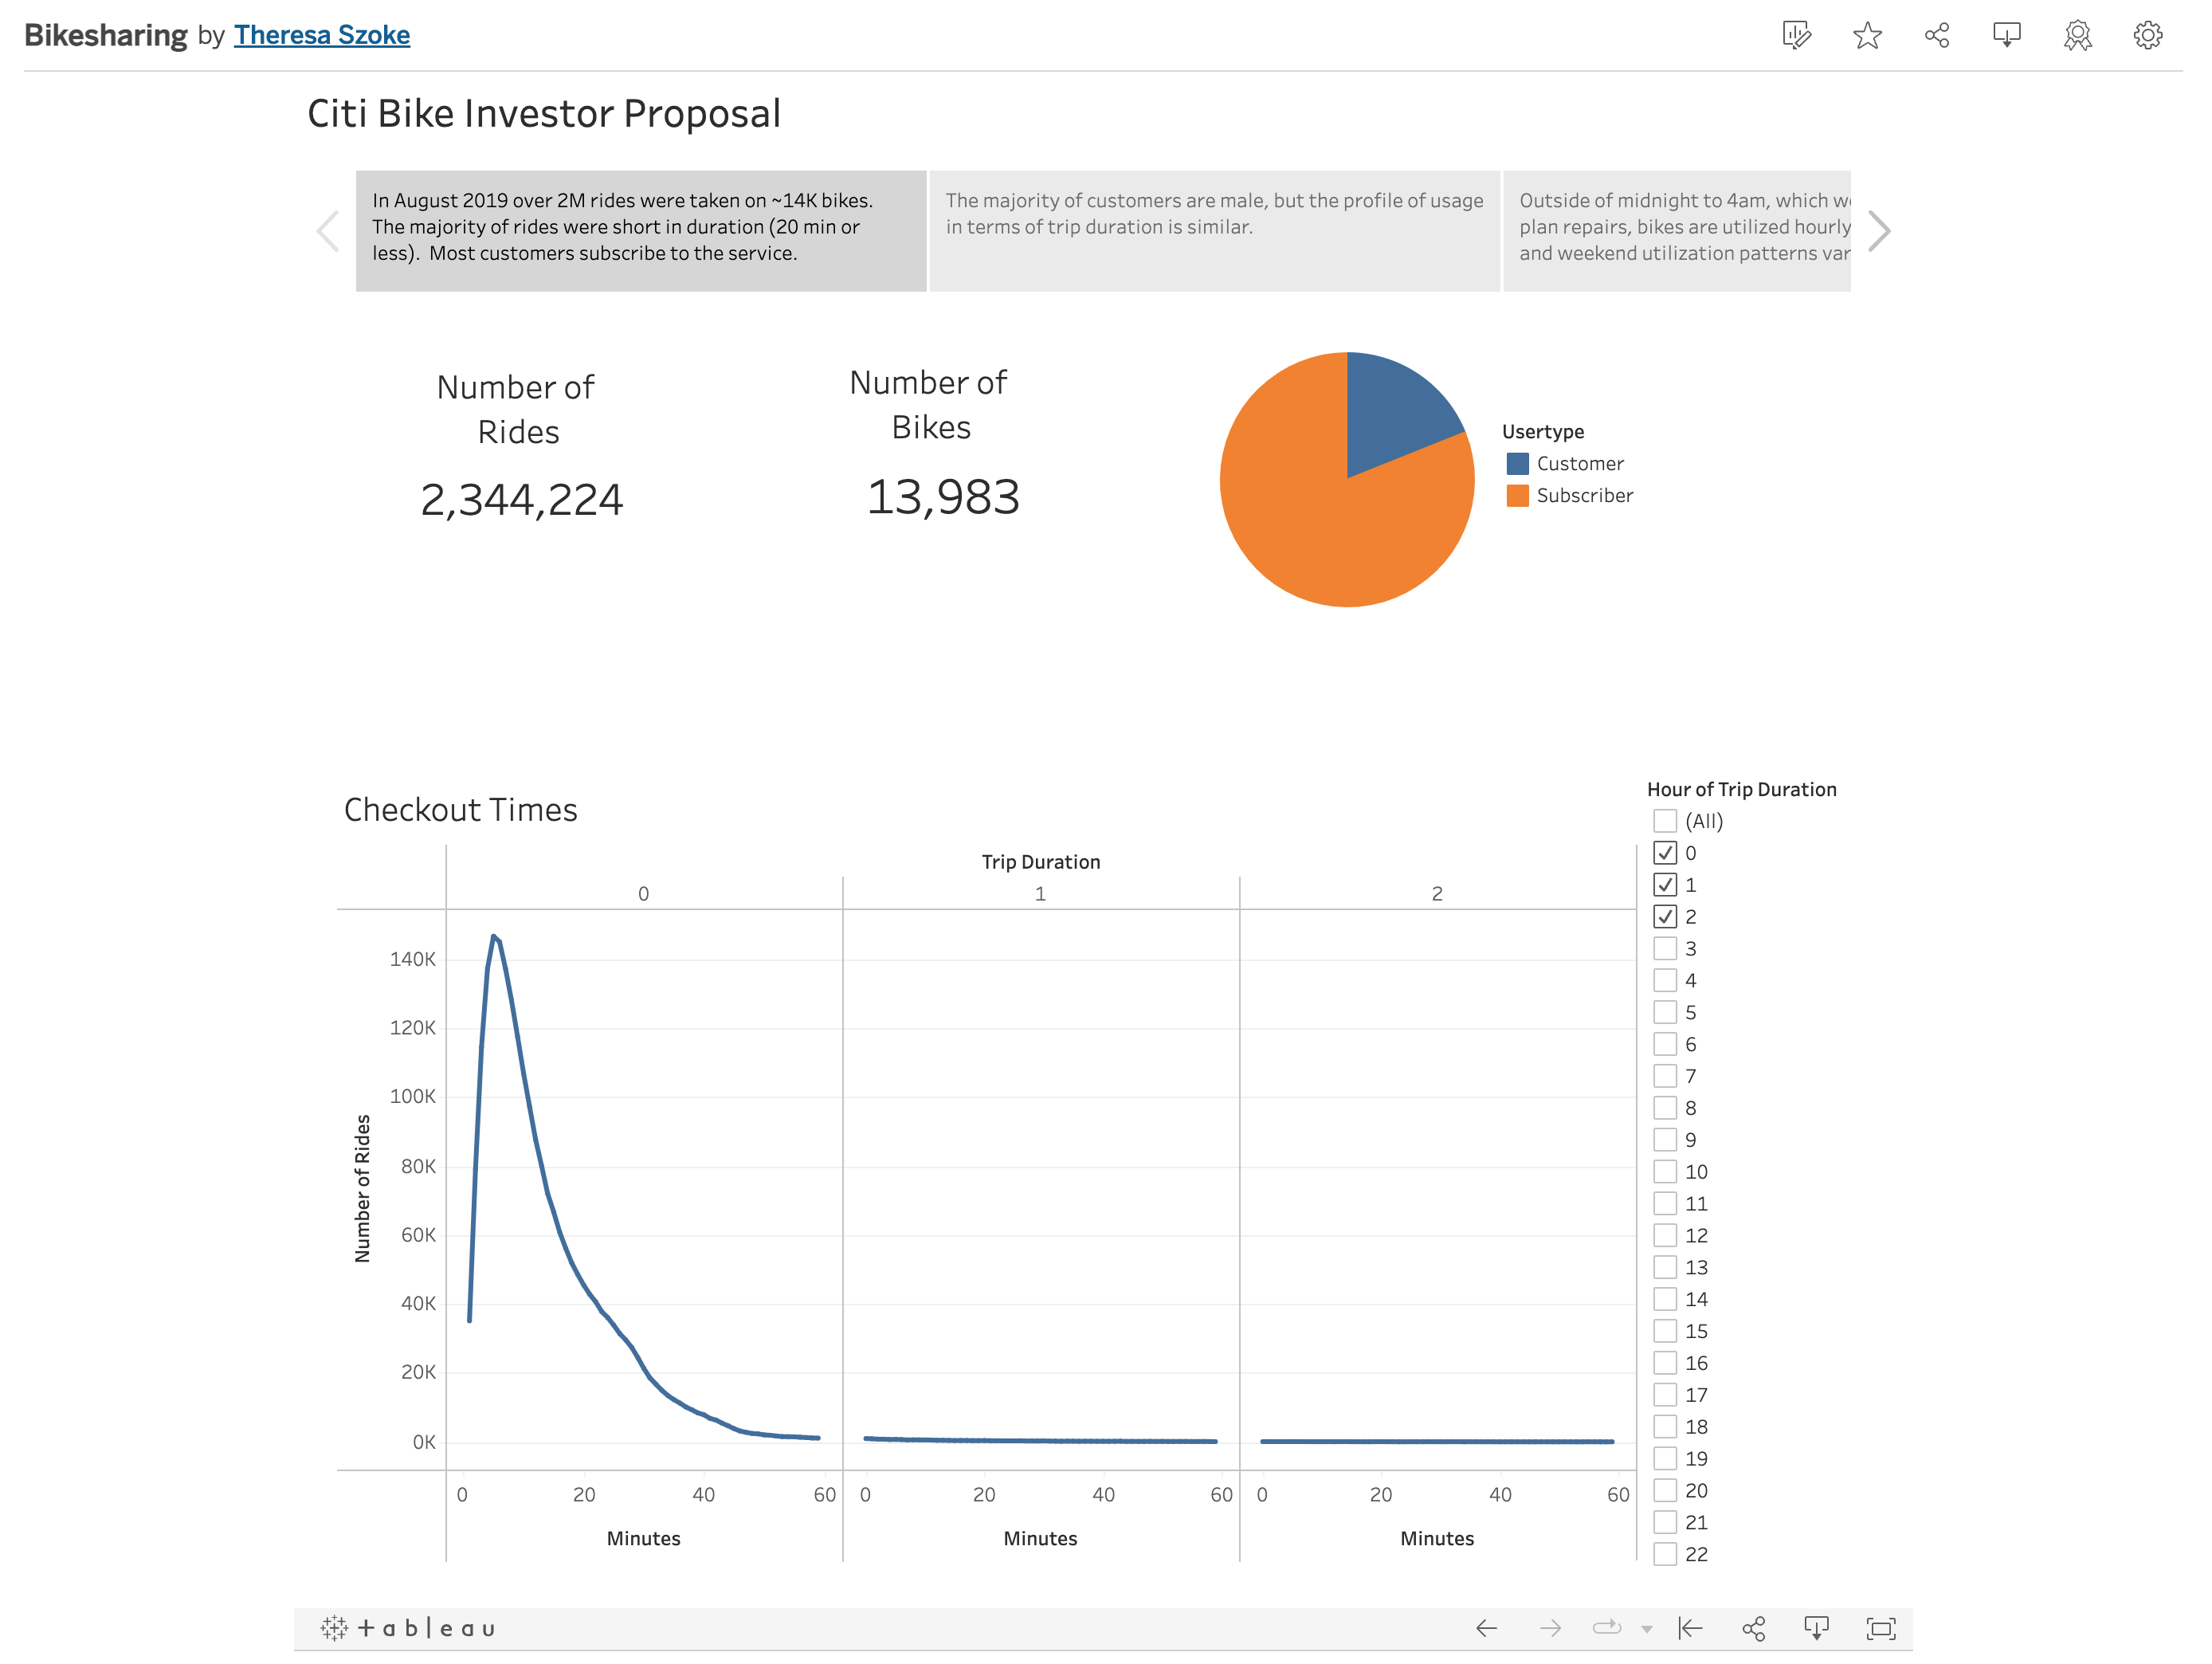 Bikesharing by Theresa Szoke
Citi Bike Investor Proposal
In August 2019 over 2M rides were taken on ~14K bikes.
The majority of rides were short in duration (20 min or
less).  Most customers subscribe to the service.
The majority of customers are male, but the profile of usage
in terms of trip duration is similar.
Outside of midnight to 4am, which
plan repairs, bikes are utilized hourly
and weekend utilization patterns
Number of
Rides
2,344,224
Number of
Bikes
13,983
Usertype
Customer
Subscriber
Checkout Times
Trip Duration
0 1 2
Number of Rides
140K
120K
100K
80K
60K
40K
20K
0K
0 20 40 60 0 20 40 60 0 20 40 60
Minutes Minutes Minutes
Hour of Trip Duration
(All)
0
1
2
3
4
5
6
7
8
9
10
11
12
13
14
15
16
17
18
19
20
21
22
+ableau